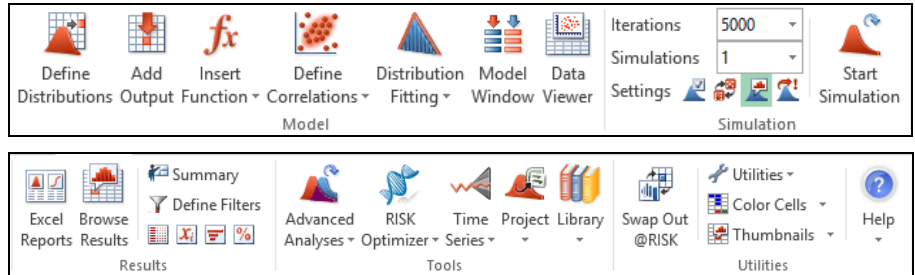 Define Distributions
Add Output
Insert Function
Define Correlations
Distribution Fitting
Model Window
Data Viewer
Model
Iterations 5000
Simulations 1
Settings
Start Simulation
Simulation
Excel Reports
Browse Results
Summary
Define Filters
Results
Advanced Analyses
RISK Optimizer
Time Series
Project
Library
Tools
Swap Out @RISK
Utilities
Color Cells
Thumbnails
Help
Utilities